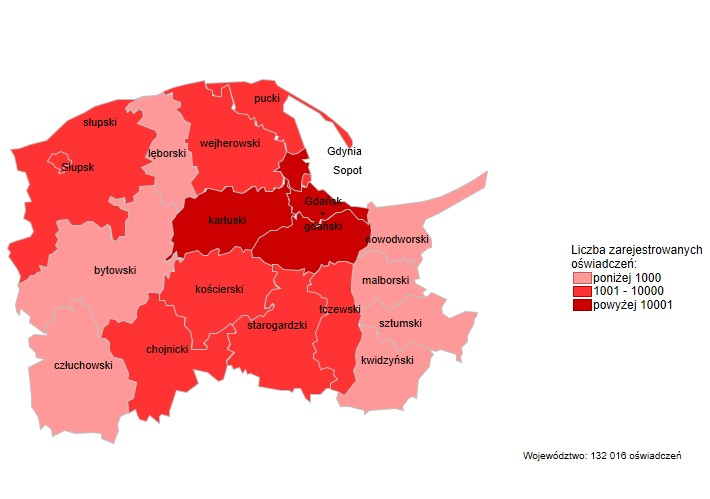 pucki
słupski
wejherowski
lęborski
Gdynia
Słupsk
Sopot
Gdańsk
+
gdański
kartuski
nowodworski
bytowski
malborski
kościerski
tczewski
starogardzki
sztumski
chojnicki
kwidzyński
człuchowski
Liczba zarejestrowanych
oświadczeń:
poniżej 1000
1001 - 10000
powyżej 10001
Województwo: 132 016 oświadczeń